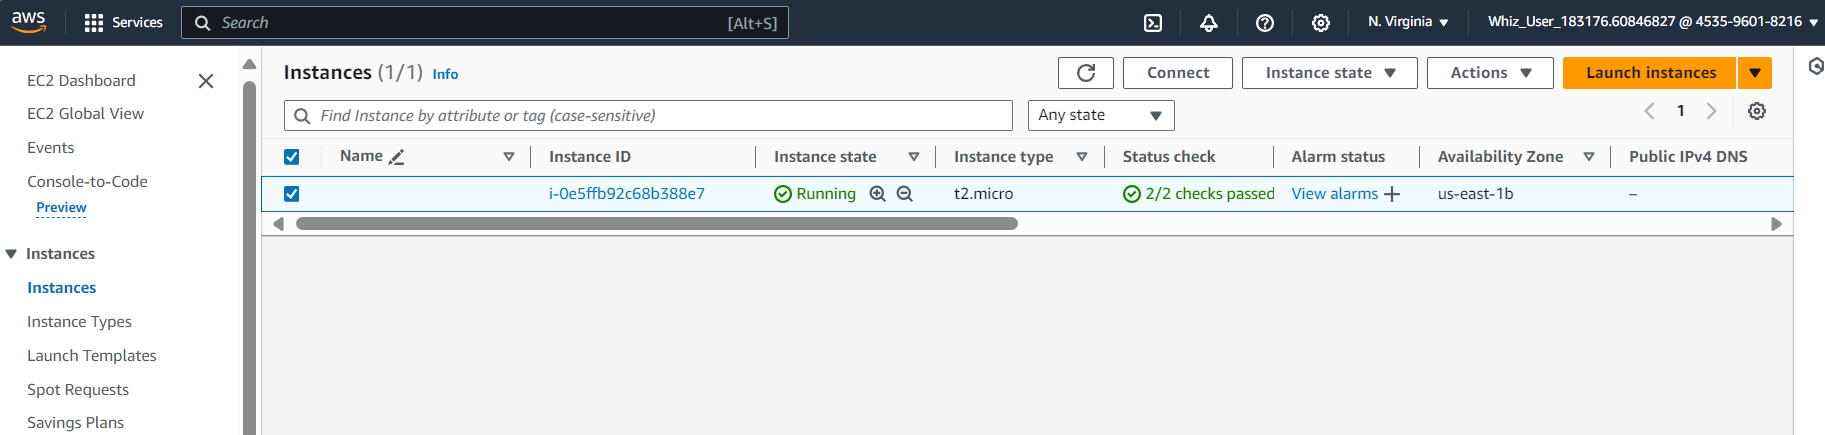 aws Services Search [Alt+S] N. Virginia Whiz_User_183176.60846827 @ 4535-9601-8216
EC2 Dashboard
EC2 Global View
Events
Console-to-Code
Preview
Instances
Instances
Instance Types
Launch Templates
Spot Requests
Savings Plans
Instances (1/1) Info Connect Instance state Actions Launch instances
Find Instance by attribute or tag (case-sensitive) Any state 1
Name Instance ID Instance state Instance type Status check Alarm status Availability Zone Public IPv4 DNS
i-0e5ffb92c68b388e7 Running t2.micro 2/2 checks passed View alarms + us-east-1b –